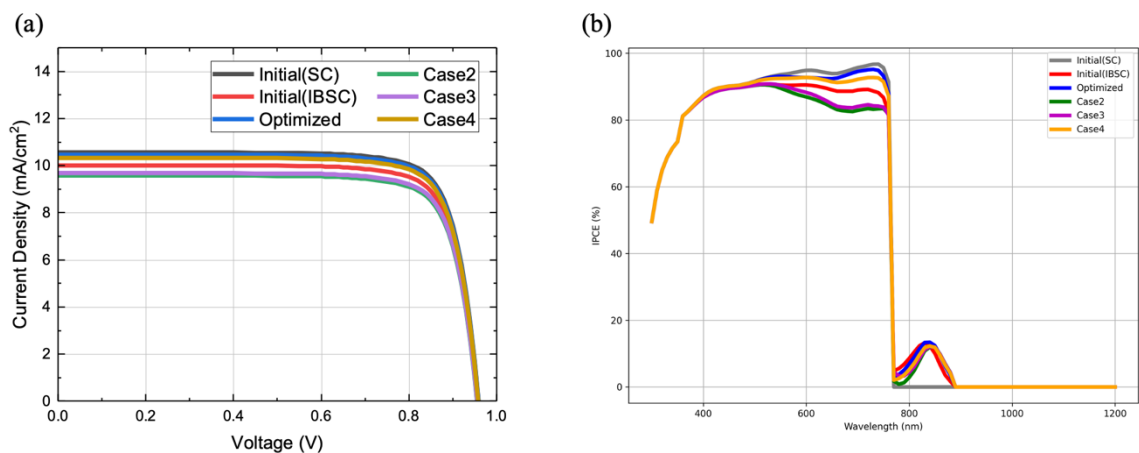 (a)
14
12
10
8
6
4
2
0
Current Density (mA/cm²)
Initial(SC)
Initial(IBSC)
Optimized
Case2
Case3
Case4
0.0 0.2 0.4 0.6 0.8 1.0
Voltage (V)
(b)
100
80
60
40
20
0
IPCE (%)
Initial(SC)
Initial(IBSC)
Optimized
Case2
Case3
Case4
400 600 800 1000 1200
Wavelength (nm)